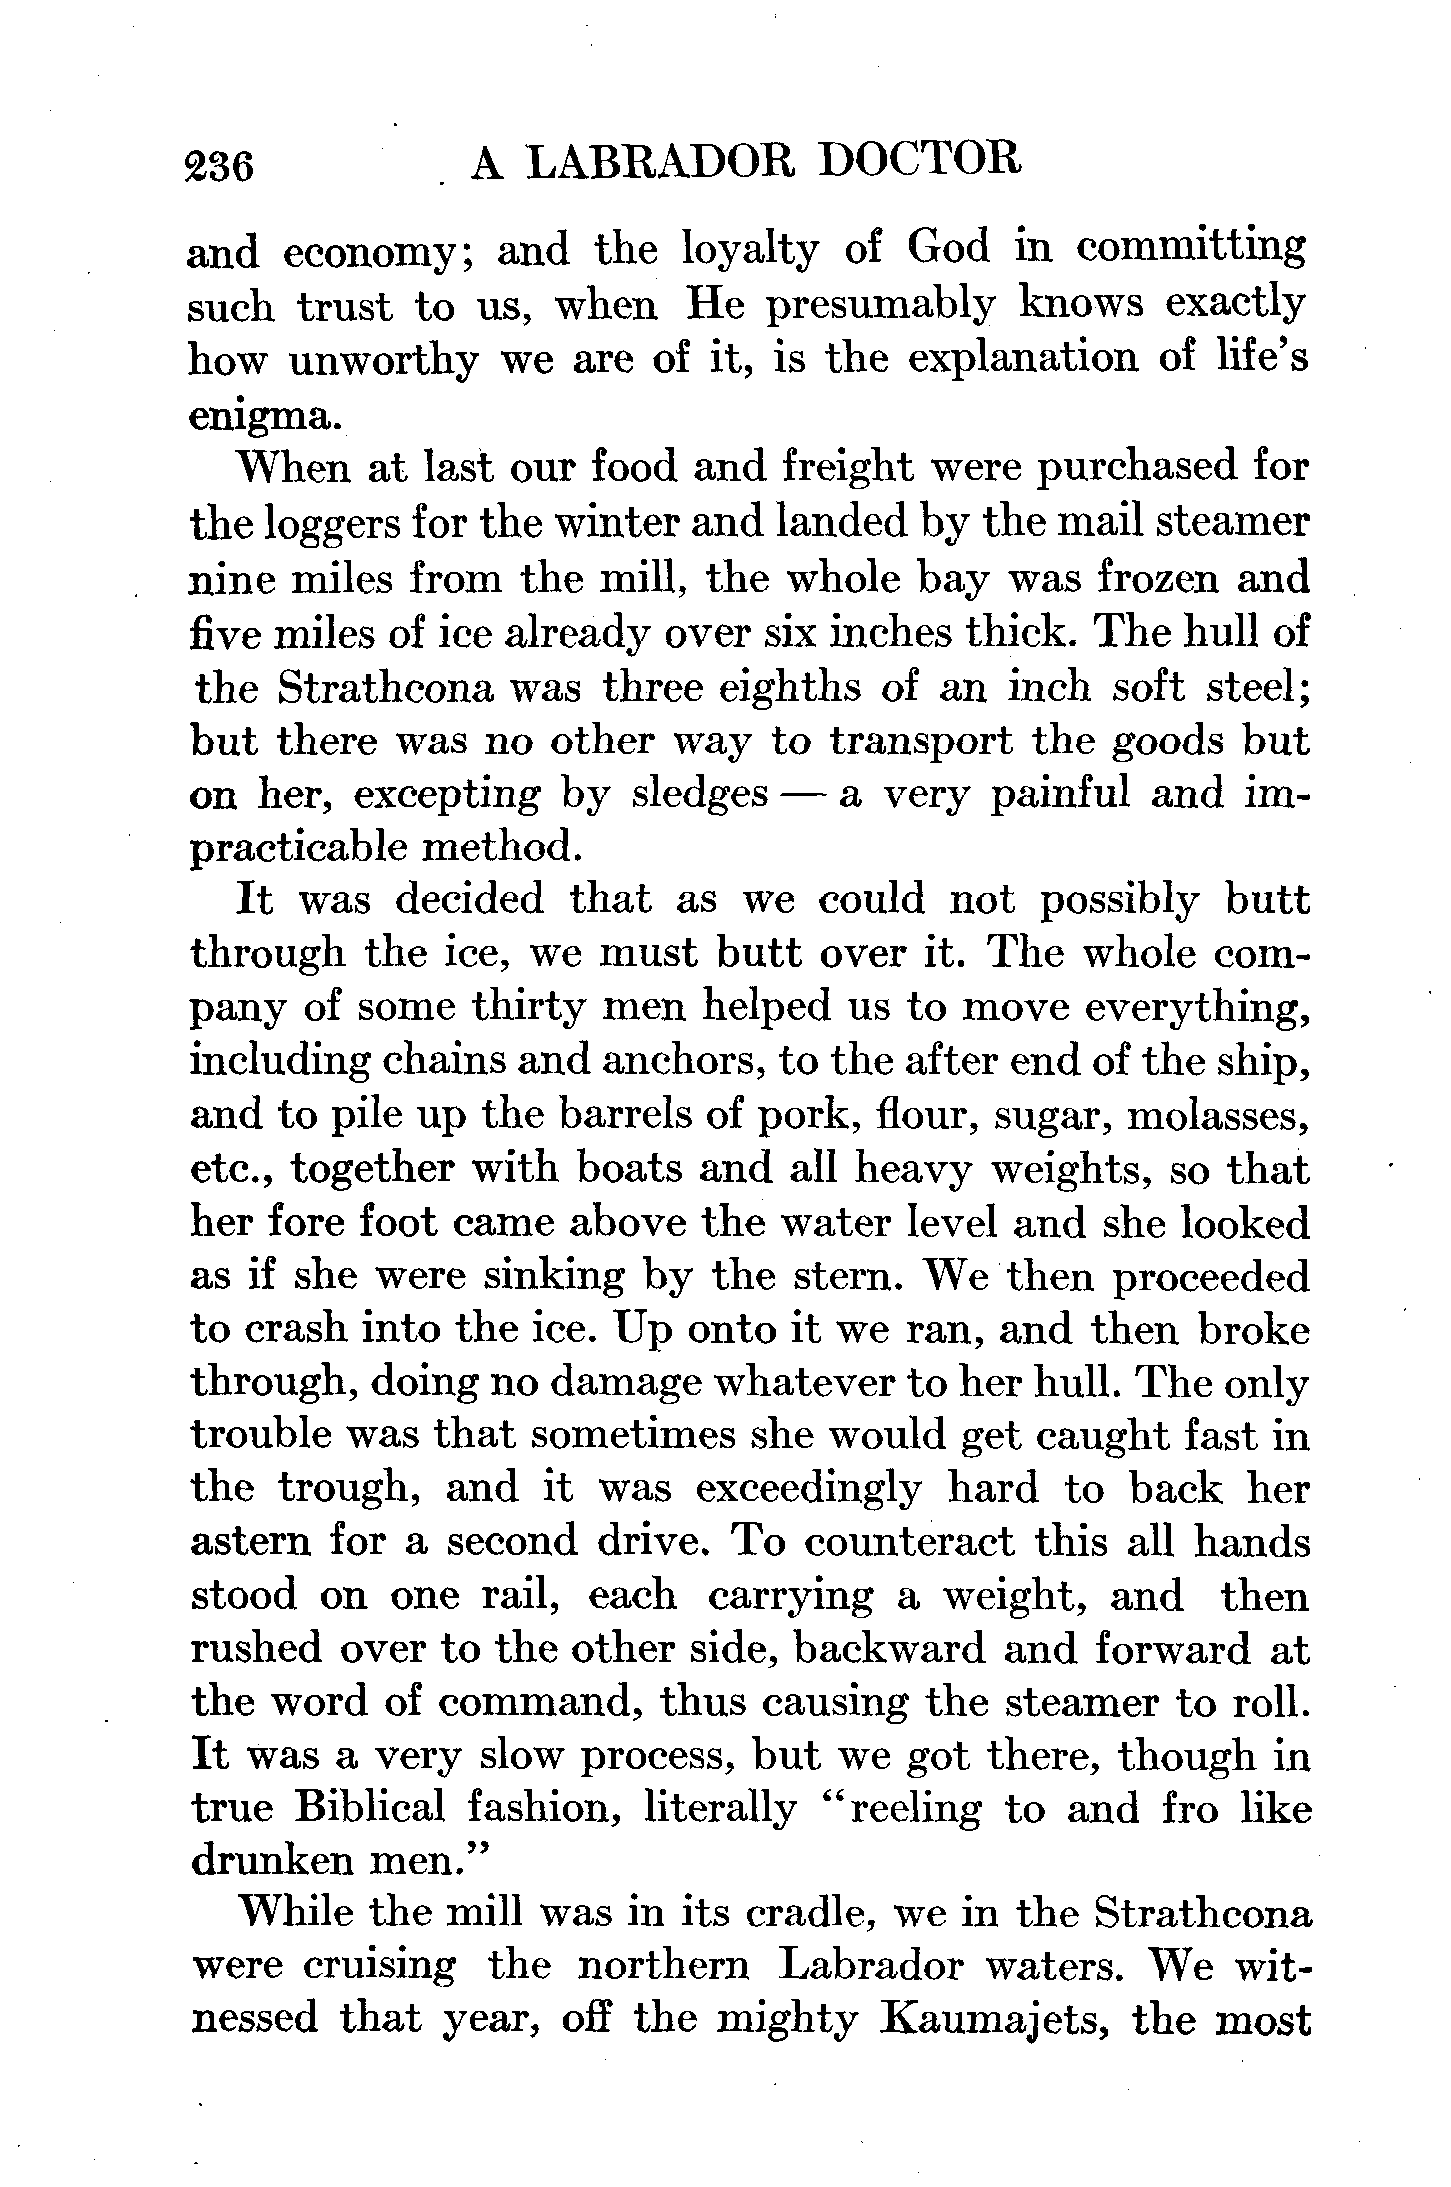 236 A LABRADOR DOCTOR
and economy; and the loyalty of God in committing
such trust to us, when He presumably knows exactly
how unworthy we are of it, is the explanation of life's
enigma.
When at last our food and freight were purchased for
the loggers for the winter and landed by the mail steamer
nine miles from the mill, the whole bay was frozen and
five miles of ice already over six inches thick. The hull of
the Strathcona was three eighths of an inch soft steel;
but there was no other way to transport the goods but
on her, excepting by sledges — a very painful and im-
practicable method.
It was decided that as we could not possibly butt
through the ice, we must butt over it. The whole com-
pany of some thirty men helped us to move everything,
including chains and anchors, to the after end of the ship,
and to pile up the barrels of pork, flour, sugar, molasses,
etc., together with boats and all heavy weights, so that
her fore foot came above the water level and she looked
as if she were sinking by the stern. We then proceeded
to crash into the ice. Up onto it we ran, and then broke
through, doing no damage whatever to her hull. The only
trouble was that sometimes she would get caught fast in
the trough, and it was exceedingly hard to back her
astern for a second drive. To counteract this all hands
stood on one rail, each carrying a weight, and then
rushed over to the other side, backward and forward at
the word of command, thus causing the steamer to roll.
It was a very slow process, but we got there, though in
true Biblical fashion, literally "reeling to and fro like
drunken men."
While the mill was in its cradle, we in the Strathcona
were cruising the northern Labrador waters. We wit-
nessed that year, off the mighty Kaumajets, the most